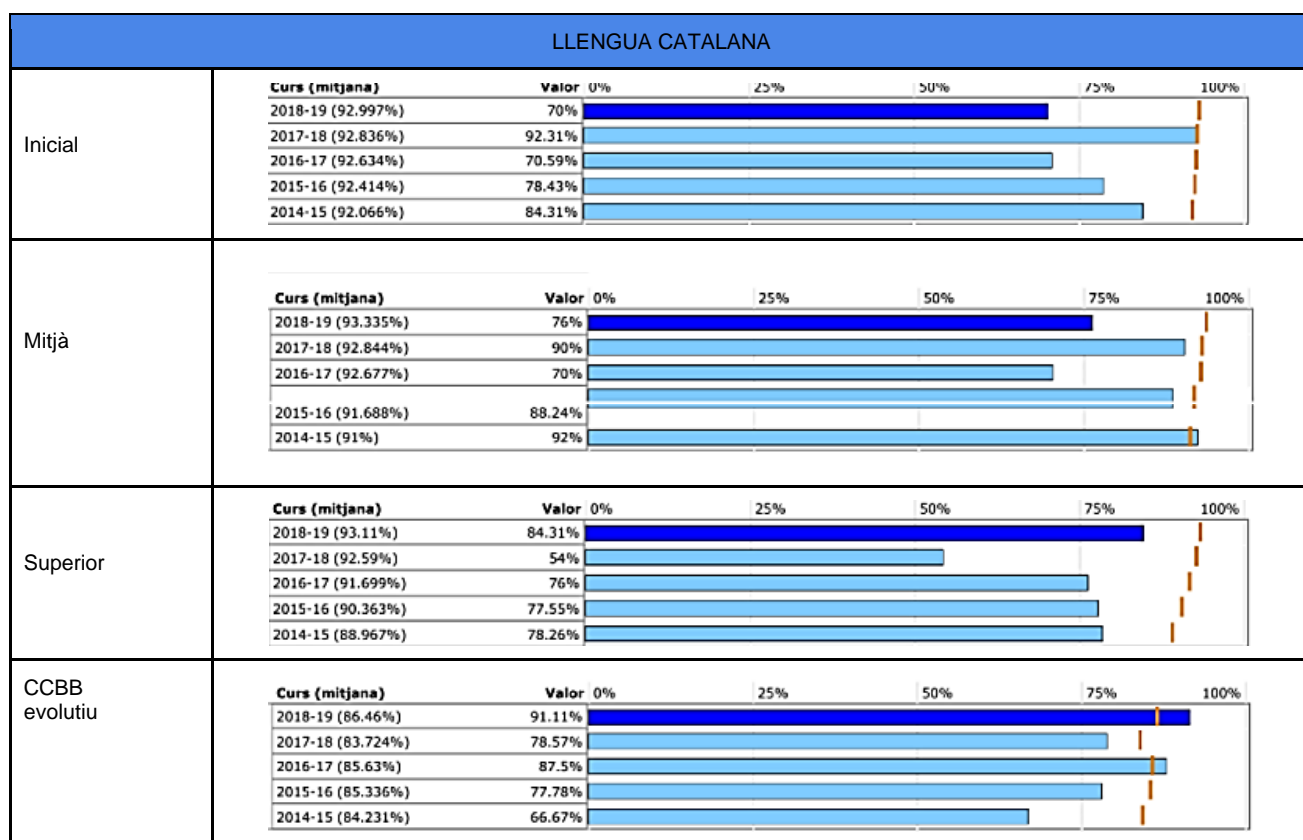 LLENGUA CATALANA
Inicial
Curs (mitjana) Valor 0% 25% 50% 75% 100%
2018-19 (92.997%) 70%
2017-18 (92.836%) 92.31%
2016-17 (92.634%) 70.59%
2015-16 (92.414%) 78.43%
2014-15 (92.066%) 84.31%
Mitjà
Curs (mitjana) Valor 0% 25% 50% 75% 100%
2018-19 (93.335%) 76%
2017-18 (92.844%) 90%
2016-17 (92.677%) 70%
2015-16 (91.688%) 88.24%
2014-15 (91%) 92%
Superior
Curs (mitjana) Valor 0% 25% 50% 75% 100%
2018-19 (93.11%) 84.31%
2017-18 (92.59%) 54%
2016-17 (91.699%) 76%
2015-16 (90.363%) 77.55%
2014-15 (88.967%) 78.26%
CCBB
evolutiu
Curs (mitjana) Valor 0% 25% 50% 75% 100%
2018-19 (86.46%) 91.11%
2017-18 (83.724%) 78.57%
2016-17 (85.63%) 87.5%
2015-16 (85.336%) 77.78%
2014-15 (84.231%) 66.67%